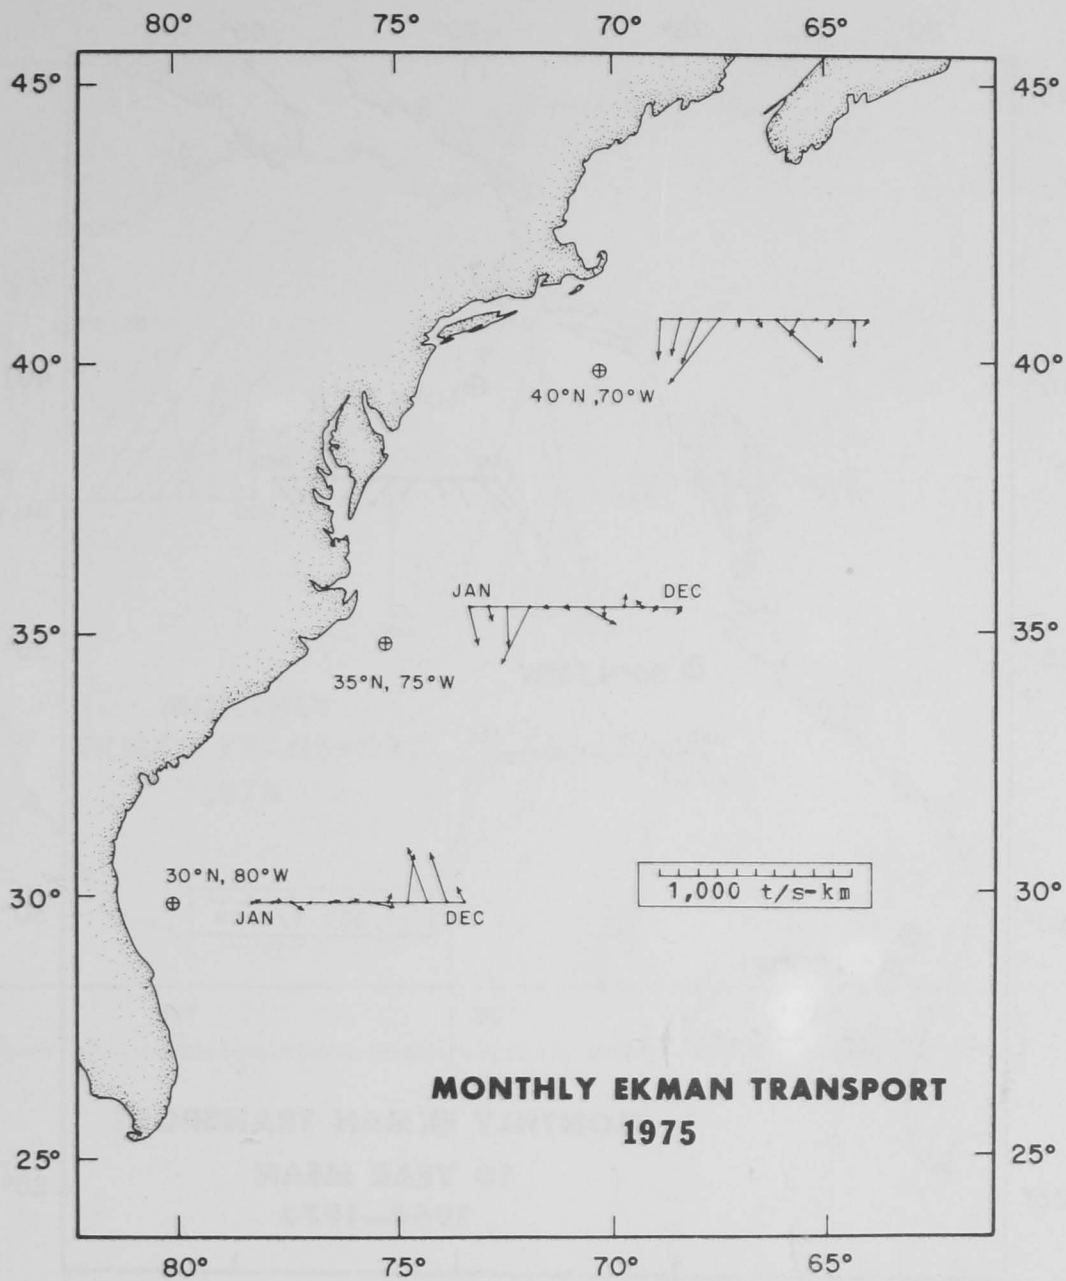 80° 75° 70° 65°
45° 45°
40° 40°
40°N ,70°W
JAN DEC
35° 35°
35°N, 75°W
30°N, 80°W
30° 30°
1,000 t/s-km
JAN DEC
MONTHLY EKMAN TRANSPORT
1975
25° 25°
80° 75° 70° 65°